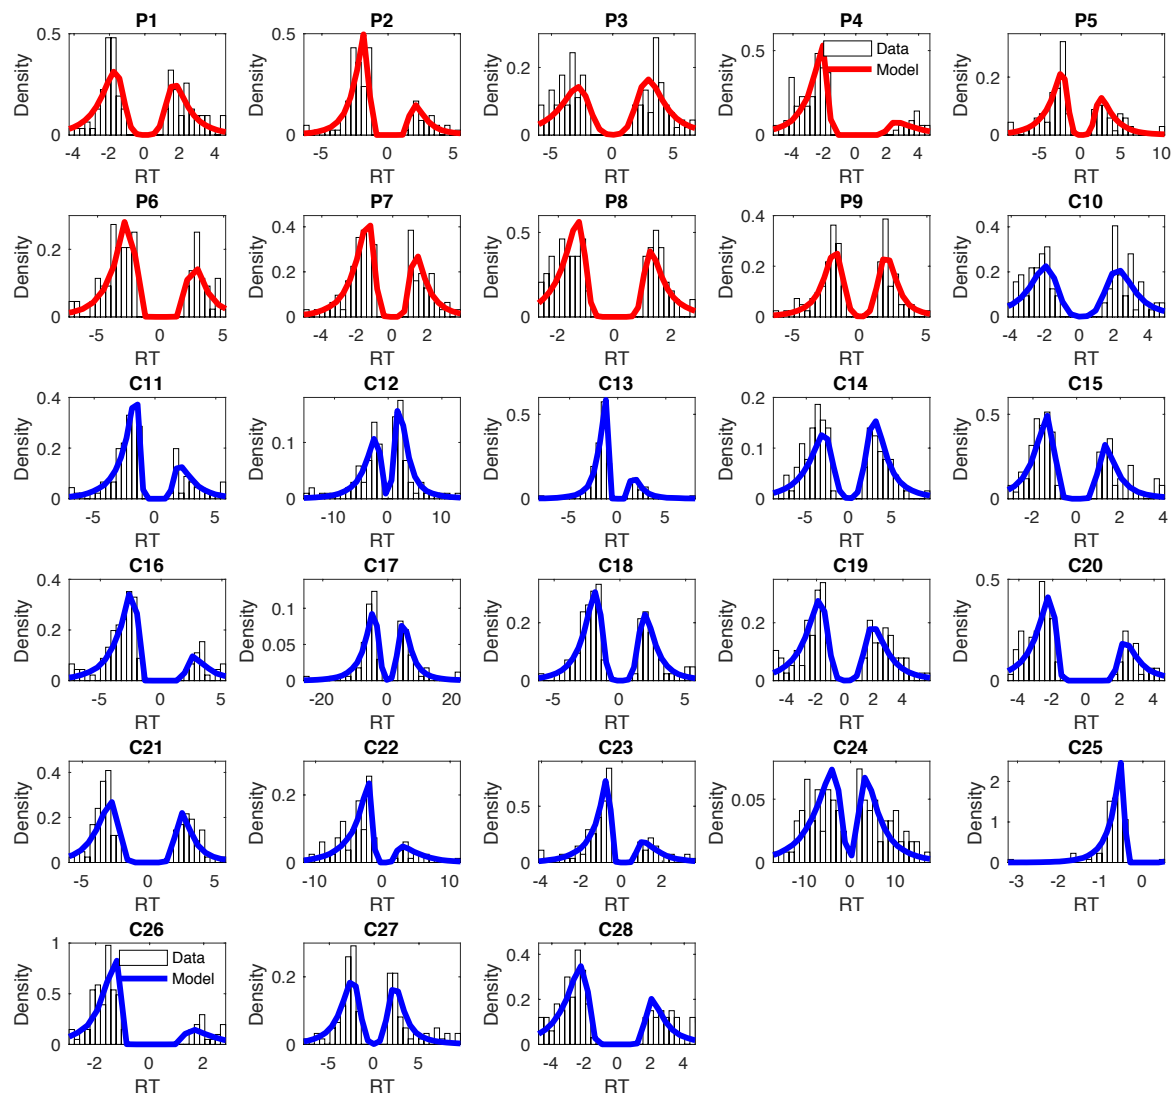 P1 P2 P3 P4 P5
Density 0.5 0 -4 -2 0 2 4 RT
Density 0.5 0 -5 0 5 RT
Density 0.2 0 -5 0 5 RT
Density 0.5 0 -4 -2 0 2 4 RT Data Model
Density 0.2 0 -5 0 5 10 RT
P6 P7 P8 P9 C10
Density 0.2 0 -5 0 5 RT
Density 0.4 0.2 0 -4 -2 0 2 RT
Density 0.5 0 -2 0 2 RT
Density 0.4 0.2 0 -5 0 5 RT
Density 0.4 0.2 0 -4 -2 0 2 4 RT
C11 C12 C13 C14 C15
Density 0.4 0.2 0 -5 0 5 RT
Density 0.1 0 -10 0 10 RT
Density 0.5 0 -5 0 5 RT
Density 0.2 0.1 0 -5 0 5 RT
Density 0.5 0 -2 0 2 4 RT
C16 C17 C18 C19 C20
Density 0.4 0.2 0 -5 0 5 RT
Density 0.1 0.05 0 -20 0 20 RT
Density 0.2 0 -5 0 5 RT
Density 0.2 0 -4 -2 0 2 4 RT
Density 0.5 0 -4 -2 0 2 4 RT
C21 C22 C23 C24 C25
Density 0.4 0.2 0 -5 0 5 RT
Density 0.2 0 -10 0 10 RT
Density 0.5 0 -4 -2 0 2 RT
Density 0.05 0 -10 0 10 RT
Density 2 1 0 -3 -2 -1 0 RT
C26 C27 C28
Density 1 0.5 0 -2 0 2 RT Data Model
Density 0.2 0 -5 0 5 RT
Density 0.4 0.2 0 -4 -2 0 2 4 RT